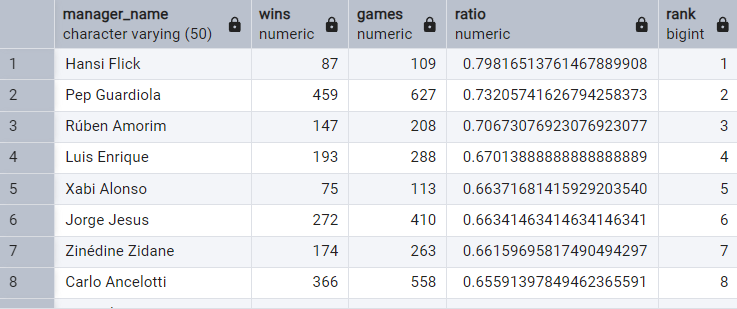 manager_name wins games ratio rank
character varying (50) numeric numeric numeric bigint
1 Hansi Flick 87 109 0.79816513761467889908 1
2 Pep Guardiola 459 627 0.73205741626794258373 2
3 Rúben Amorim 147 208 0.70673076923076923077 3
4 Luis Enrique 193 288 0.67013888888888888889 4
5 Xabi Alonso 75 113 0.66371681415929203540 5
6 Jorge Jesus 272 410 0.66341463414634146341 6
7 Zinédine Zidane 174 263 0.66159695817490494297 7
8 Carlo Ancelotti 366 558 0.65591397849462365591 8